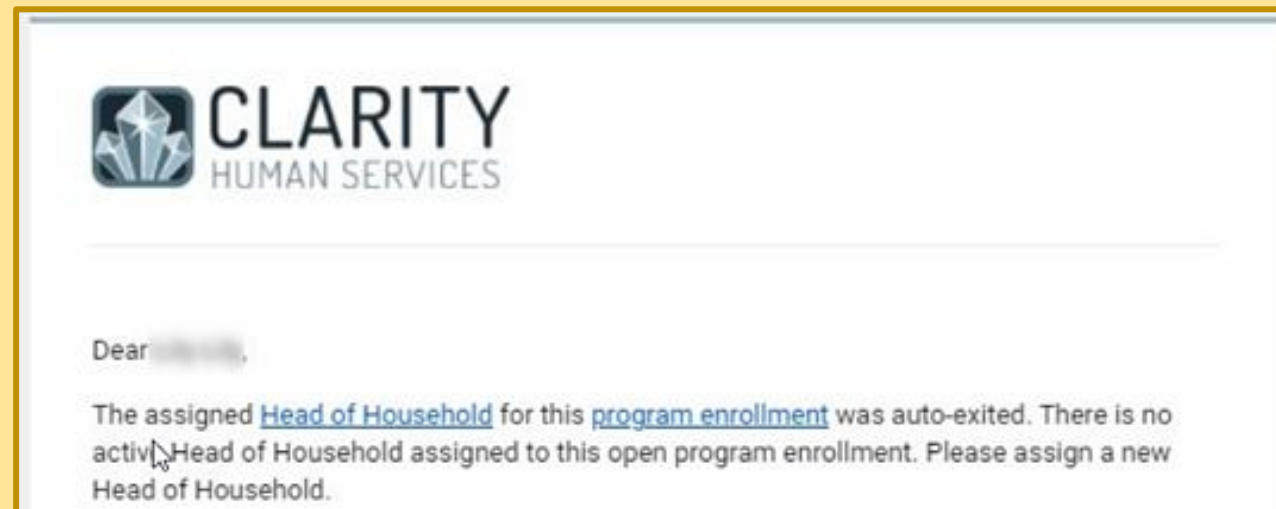 CLARITY
HUMAN SERVICES
Dear ,
The assigned Head of Household for this program enrollment was auto-exited. There is no
activ Head of Household assigned to this open program enrollment. Please assign a new
Head of Household.